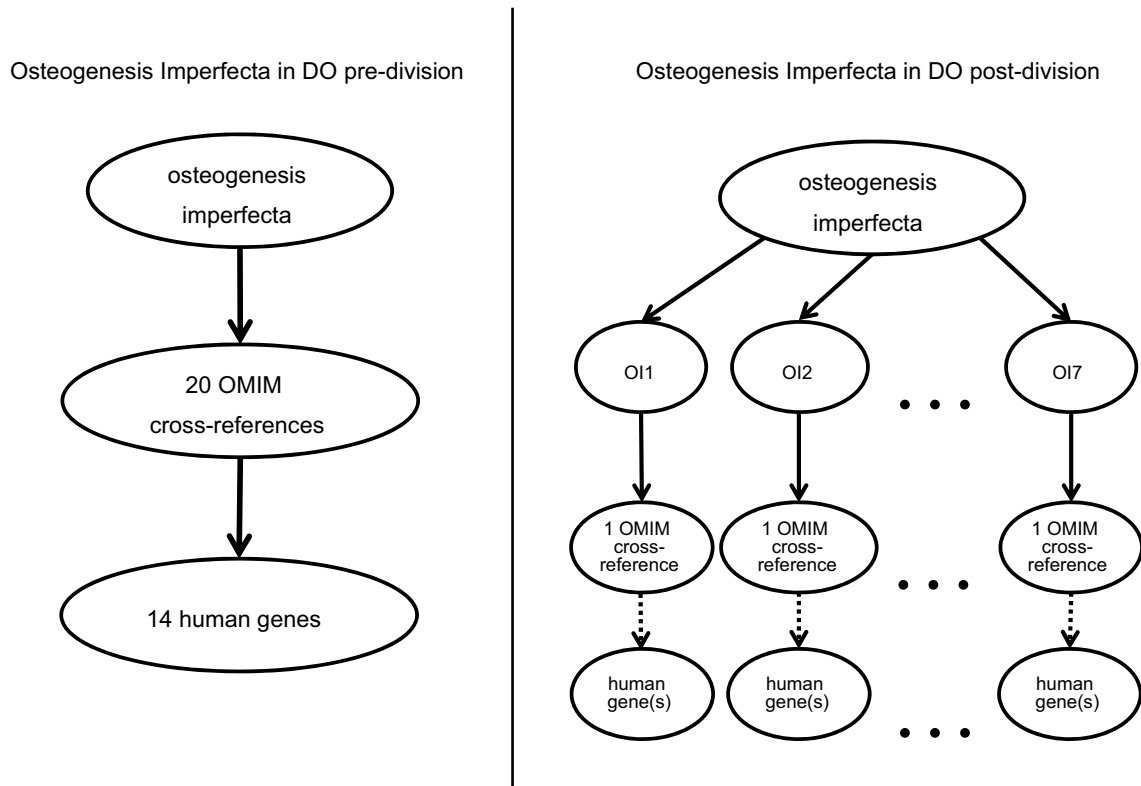 Osteogenesis Imperfecta in DO pre-division
osteogenesis
imperfecta
20 OMIM
cross-references
14 human genes
Osteogenesis Imperfecta in DO post-division
osteogenesis
imperfecta
OI1
OI2
OI7
1 OMIM
cross-
reference
1 OMIM
cross-
reference
1 OMIM
cross-
reference
human
gene(s)
human
gene(s)
human
gene(s)